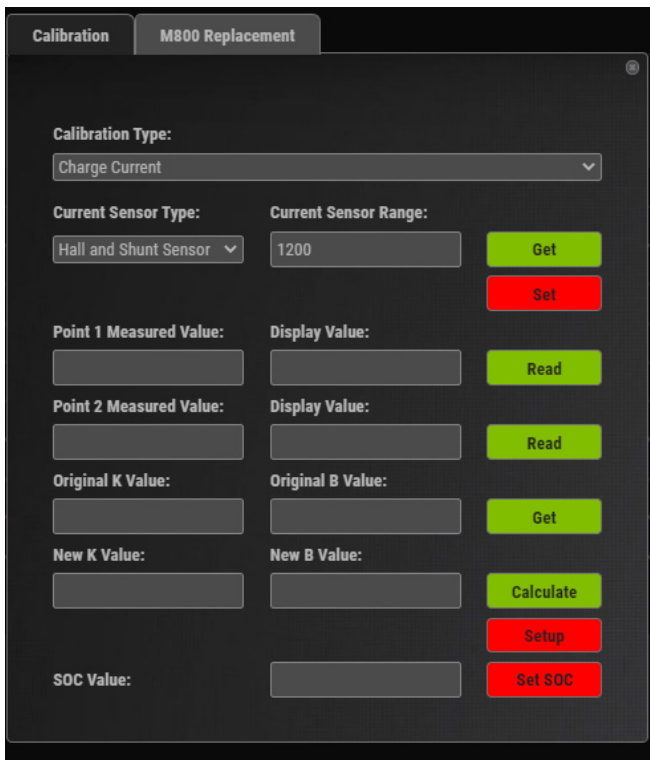 Calibration
M800 Replacement
Calibration Type:
Charge Current
Current Sensor Type:
Current Sensor Range:
Hall and Shunt Sensor
1200
Get
Set
Point 1 Measured Value:
Display Value:
Read
Point 2 Measured Value:
Display Value:
Read
Original K Value:
Original B Value:
Get
New K Value:
New B Value:
Calculate
Setup
SOC Value:
Set SOC